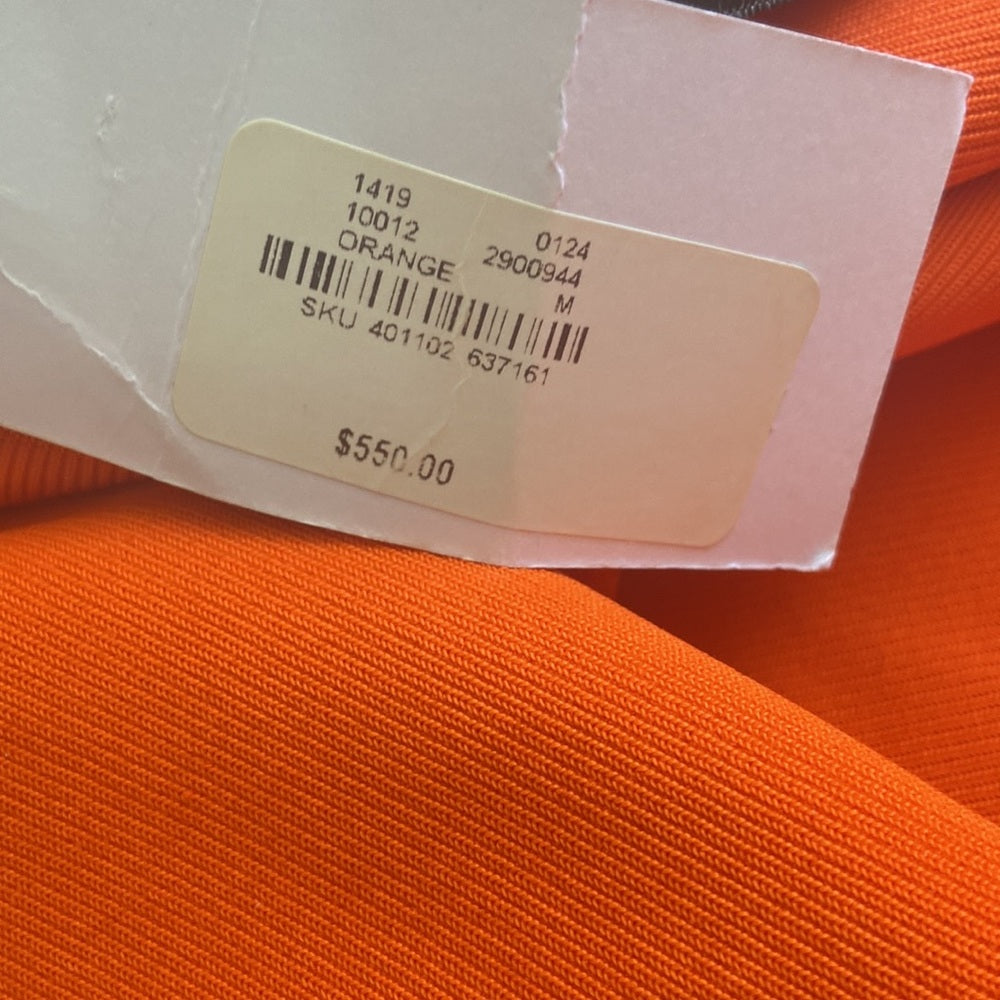 1419
10012 0124
ORANGE 2900944
M
SKU 401102 637161
$550.00